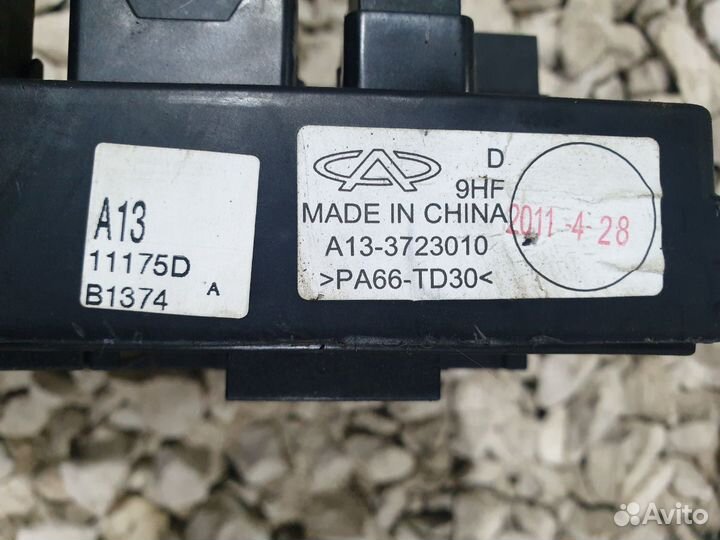 A13
11175D
B1374 A
D
9HF
MADE IN CHINA
A13-3723010
>PA66-TD30<
2011-4-28
Avito